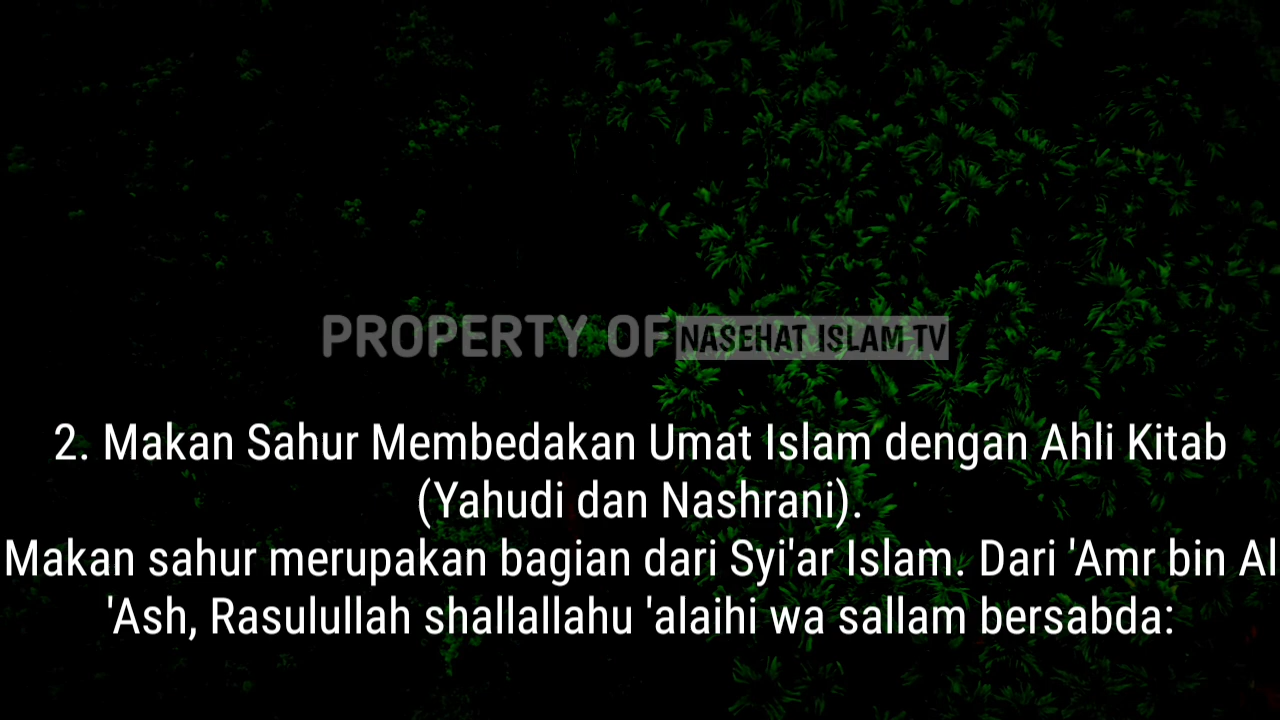 PROPERTY OF NASEHAT ISLAM TV
2. Makan Sahur Membedakan Umat Islam dengan Ahli Kitab
(Yahudi dan Nashrani).
Makan sahur merupakan bagian dari Syi'ar Islam. Dari 'Amr bin Al
'Ash, Rasulullah shallallahu 'alaihi wa sallam bersabda: